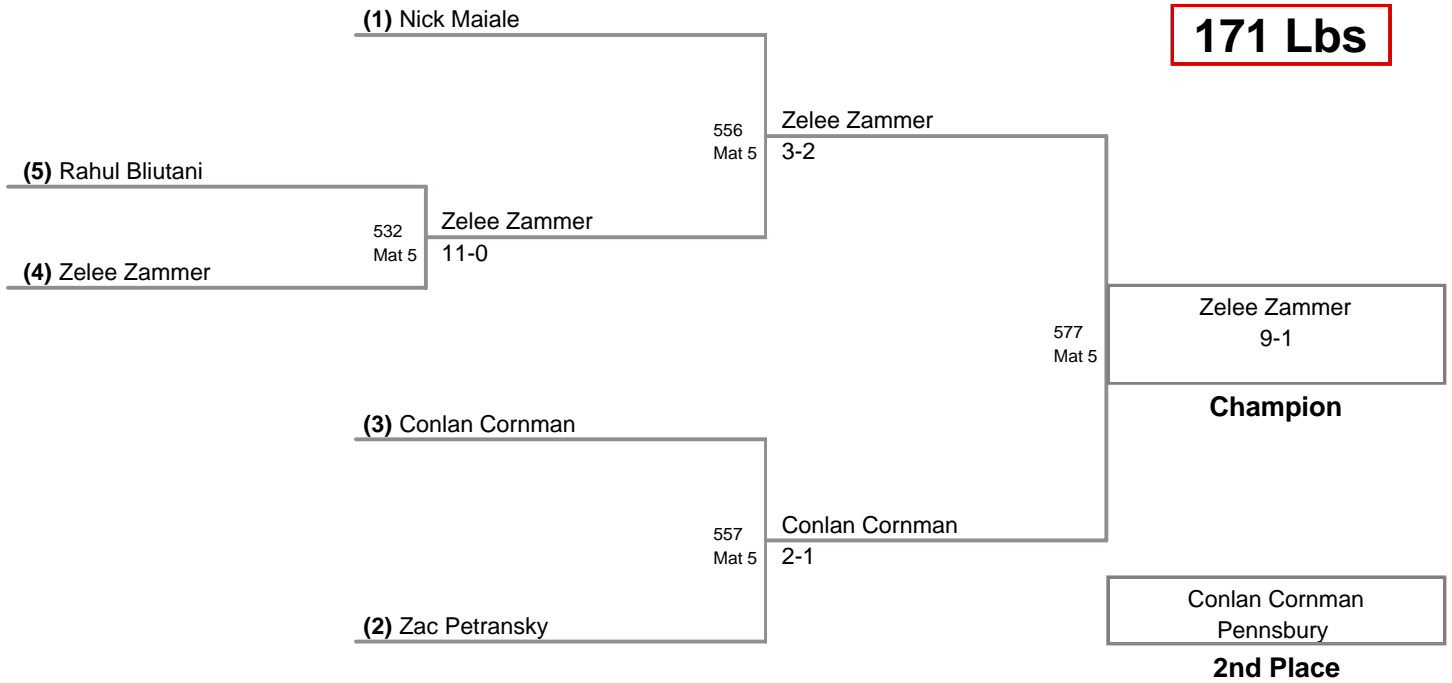 (1) Nick Maiale
171 Lbs
556
Mat 5
Zelee Zammer
3-2
(5) Rahul Bliutani
532
Mat 5
Zelee Zammer
11-0
(4) Zelee Zammer
577
Mat 5
Zelee Zammer
9-1
Champion
(3) Conlan Cornman
557
Mat 5
Conlan Cornman
2-1
(2) Zac Petransky
Conlan Cornman
Pennsbury
2nd Place